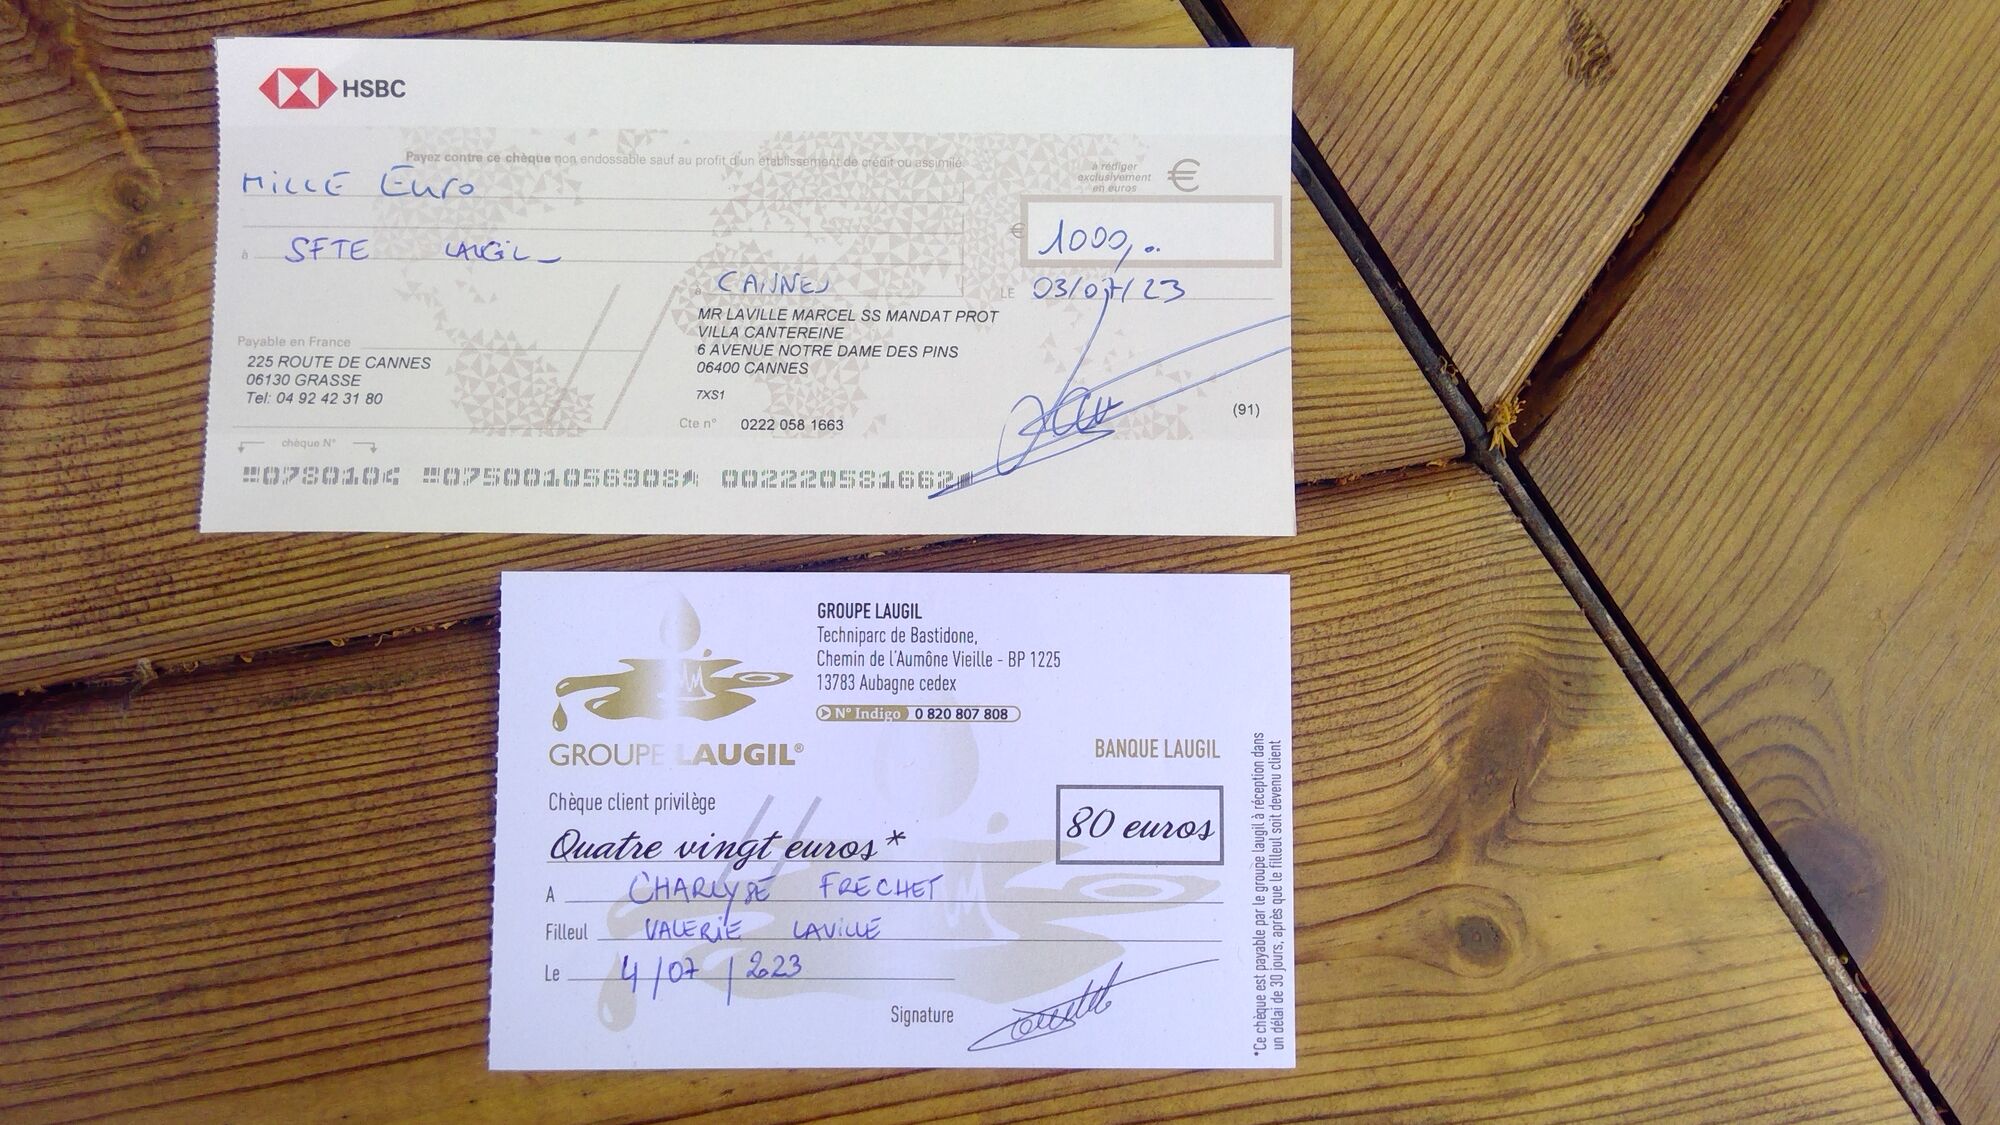 HSBC
Payez contre ce chèque non endossable sauf au profit d'un établissement de crédit ou assimilé
à rédiger
exclusivement
en euros
€
MILLE Euro
€ 1000,..
à SFTE LAUGIL
à CANNES LE 03/07/23
MR LAVILLE MARCEL SS MANDAT PROT
VILLA CANTEREINE
6 AVENUE NOTRE DAME DES PINS
06400 CANNES
7XS1
Payable en France
225 ROUTE DE CANNES
06130 GRASSE
Tel: 04 92 42 31 80
Cte n° 0222 058 1663
(91)
chèque N°
0780104 075001056908 002220581662
GROUPE LAUGIL
Techniparc de Bastidone,
Chemin de l'Aumône Vieille - BP 1225
13783 Aubagne cedex
N° Indigo 0 820 807 808
GROUPE LAUGIL®
BANQUE LAUGIL
Chèque client privilège
Quatre vingt euros*
80 euros
A CHARLYSE FRECHET
Filleul VALERIE LAVILLE
Le 4/07/2023
Signature
*Ce chèque est payable par le groupe laugil à réception dans
un délai de 30 jours, après que le filleul soit devenu client